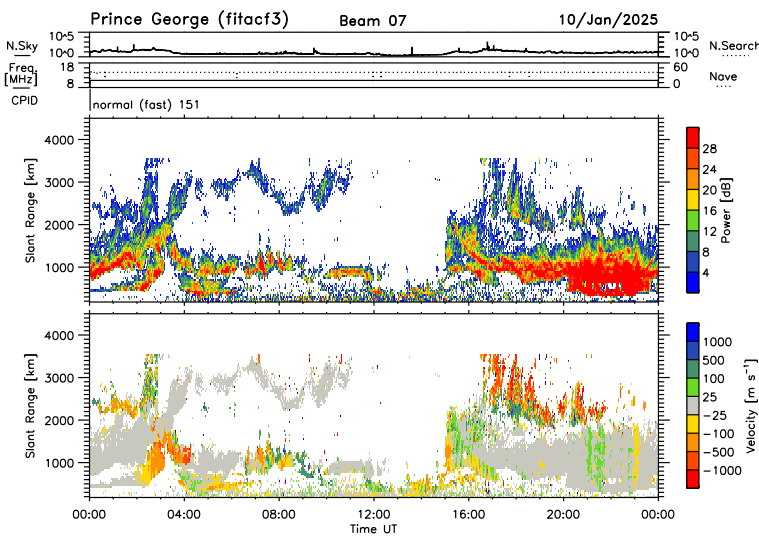 Prince George (fitacf3) Beam 07 10/Jan/2025
N.Sky 10^5 10^0 10^5 10^0 N.Search
Freq. [MHz] 18 8 60 0 Nave
CPID normal (fast) 151
Slant Range [km] 4000 3000 2000 1000
Power [dB] 28 24 20 16 12 8 4
Slant Range [km] 4000 3000 2000 1000
Velocity [m s⁻¹] 1000 500 100 25 −25 −100 −500 −1000
00:00 04:00 08:00 12:00 16:00 20:00 00:00
Time UT